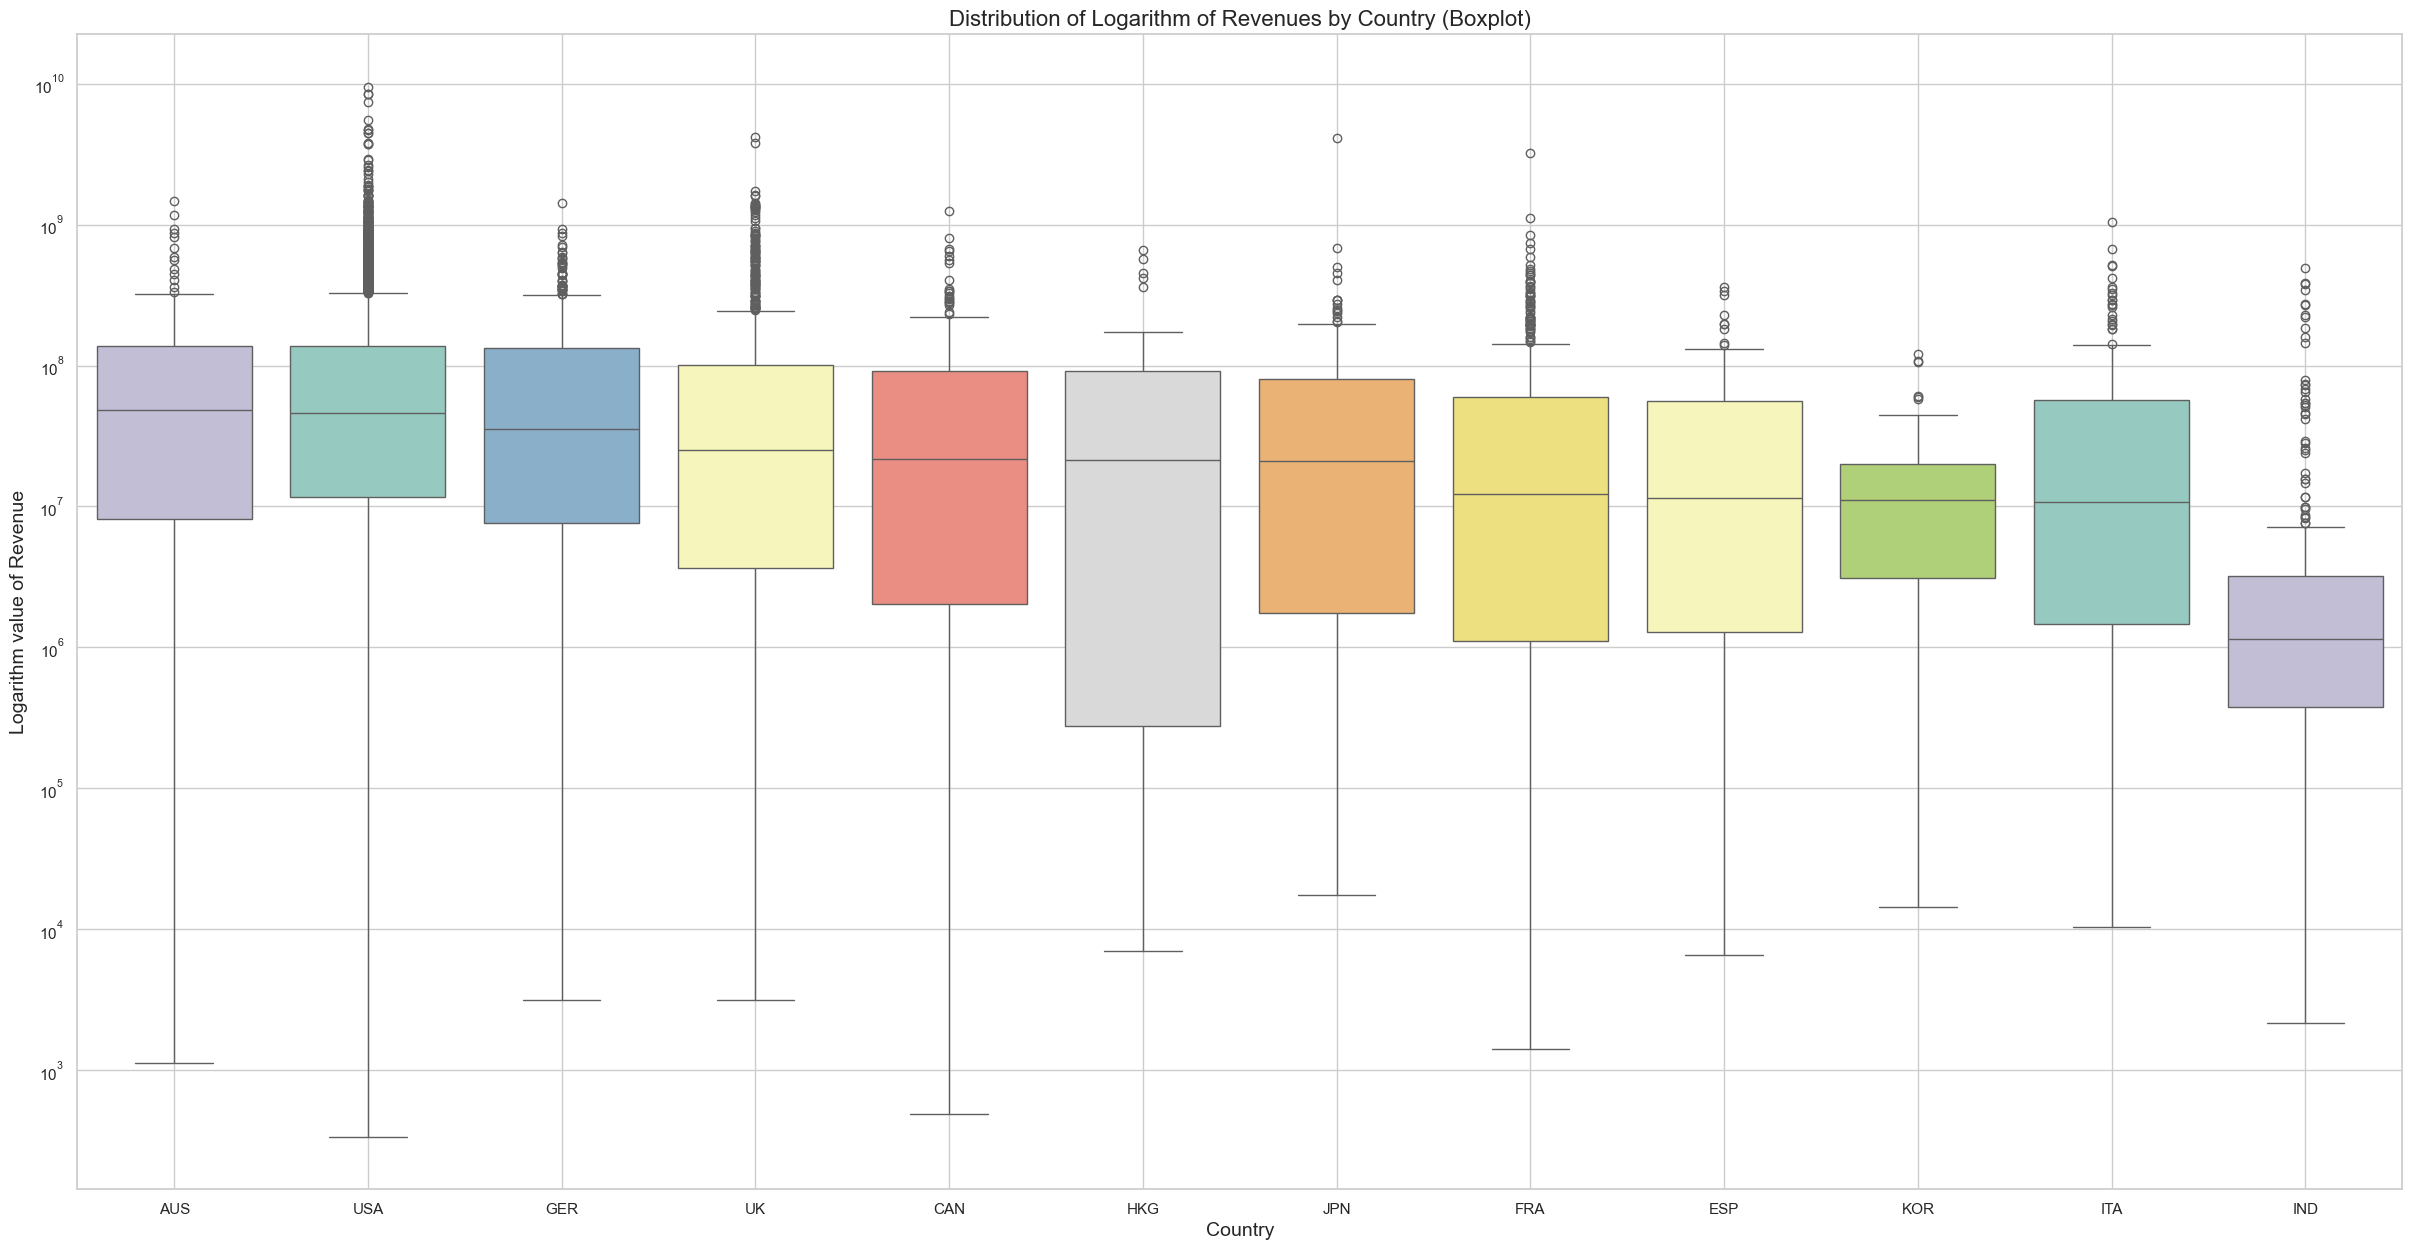 Distribution of Logarithm of Revenues by Country (Boxplot)
Logarithm value of Revenue
10^10
10^9
10^8
10^7
10^6
10^5
10^4
10^3
AUS USA GER UK CAN HKG JPN FRA ESP KOR ITA IND
Country